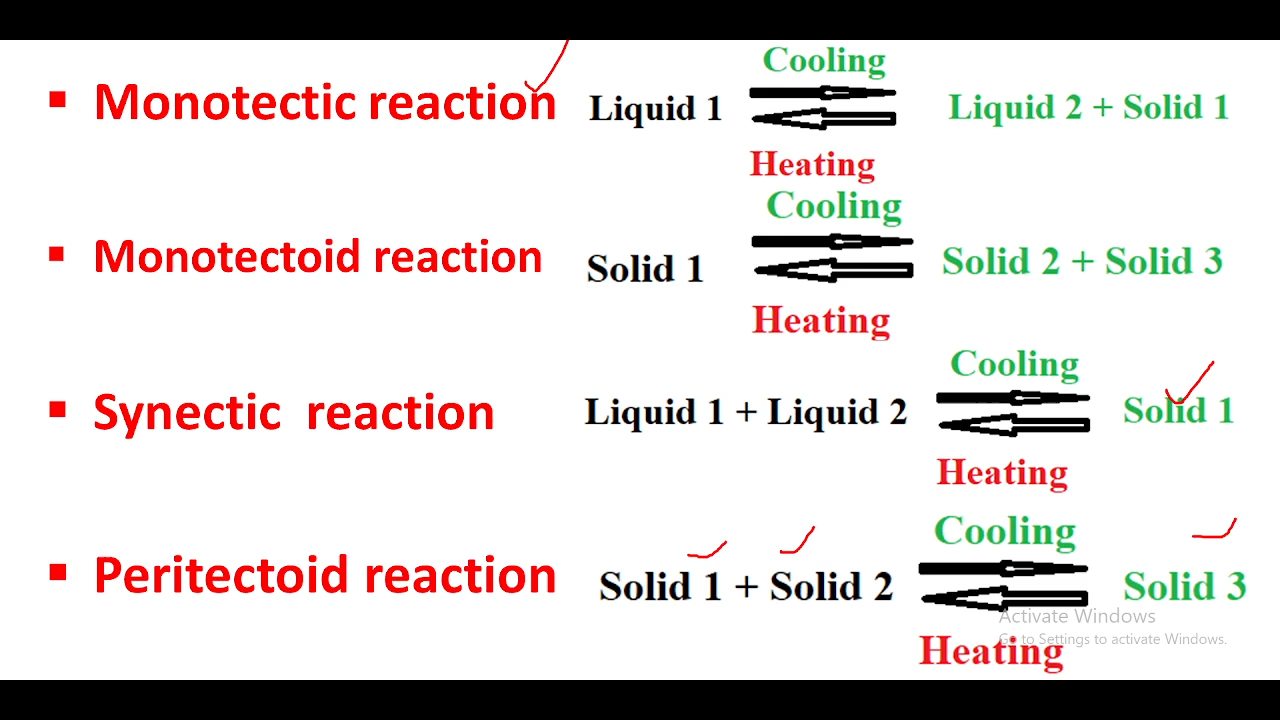 Cooling
▪ Monotectic reaction Liquid 1 Liquid 2 + Solid 1
Heating
Cooling
▪ Monotectoid reaction Solid 1 Solid 2 + Solid 3
Heating
Cooling
▪ Synectic reaction Liquid 1 + Liquid 2 Solid 1
Heating
Cooling
▪ Peritectoid reaction Solid 1 + Solid 2 Solid 3
Activate Windows
Go to Settings to activate Windows.
Heating